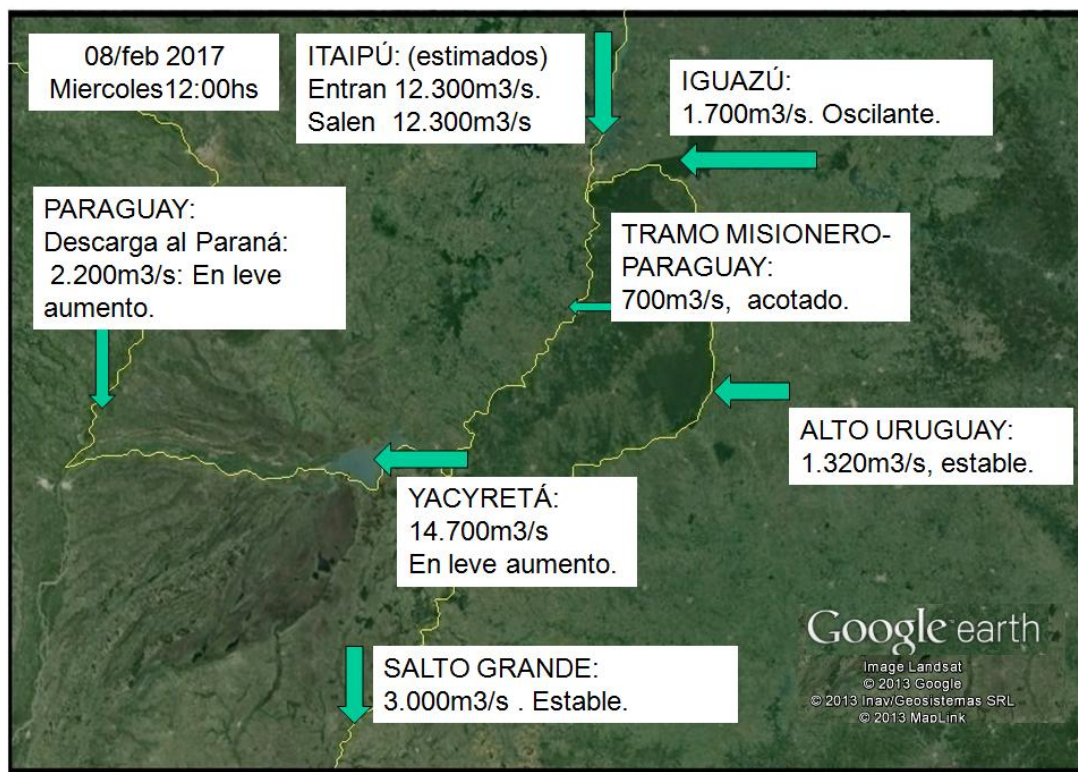 08/feb 2017
Miercoles12:00hs
ITAIPÚ: (estimados)
Entran 12.300m3/s.
Salen 12.300m3/s
IGUAZÚ:
1.700m3/s. Oscilante.
PARAGUAY:
Descarga al Paraná:
2.200m3/s: En leve
aumento.
TRAMO MISIONERO-
PARAGUAY:
700m3/s, acotado.
ALTO URUGUAY:
1.320m3/s, estable.
YACYRETÁ:
14.700m3/s
En leve aumento.
SALTO GRANDE:
3.000m3/s . Estable.
Google earth
Image Landsat
© 2013 Google
© 2013 Inav/Geosistemas SRL
© 2013 MapLink